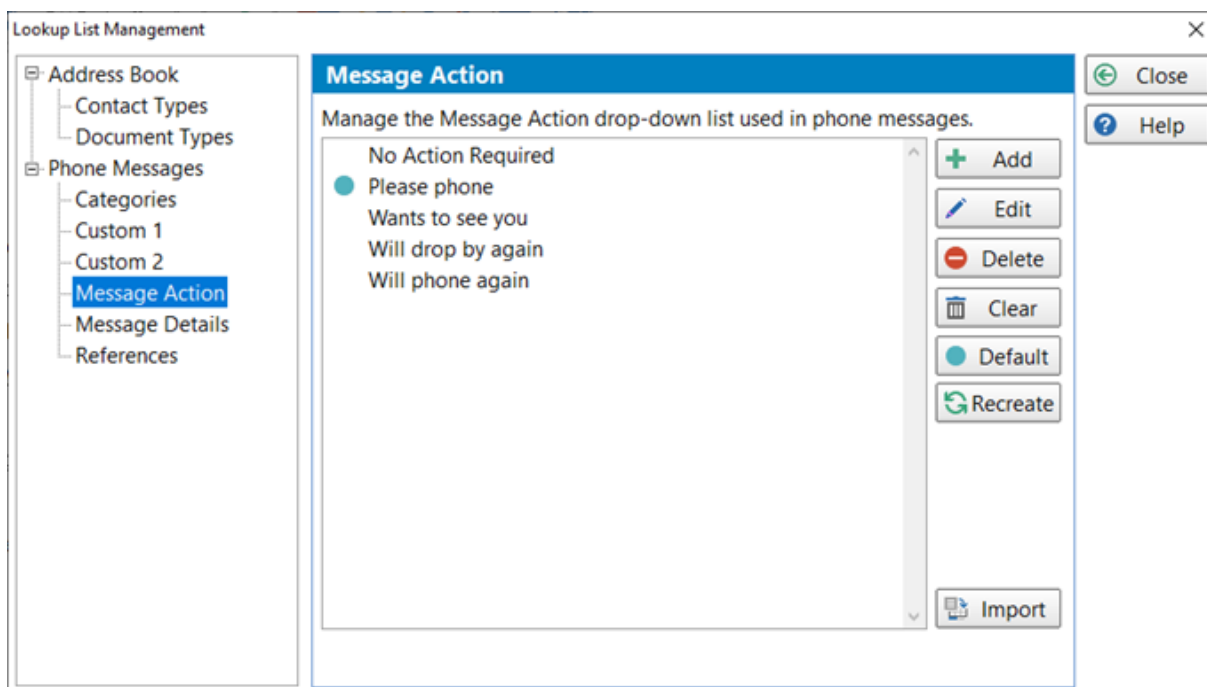 Lookup List Management
Address Book
Contact Types
Document Types
Phone Messages
Categories
Custom 1
Custom 2
Message Action
Message Details
References
Message Action
Manage the Message Action drop-down list used in phone messages.
No Action Required
Please phone
Wants to see you
Will drop by again
Will phone again
Add
Edit
Delete
Clear
Default
Recreate
Import
Close
Help